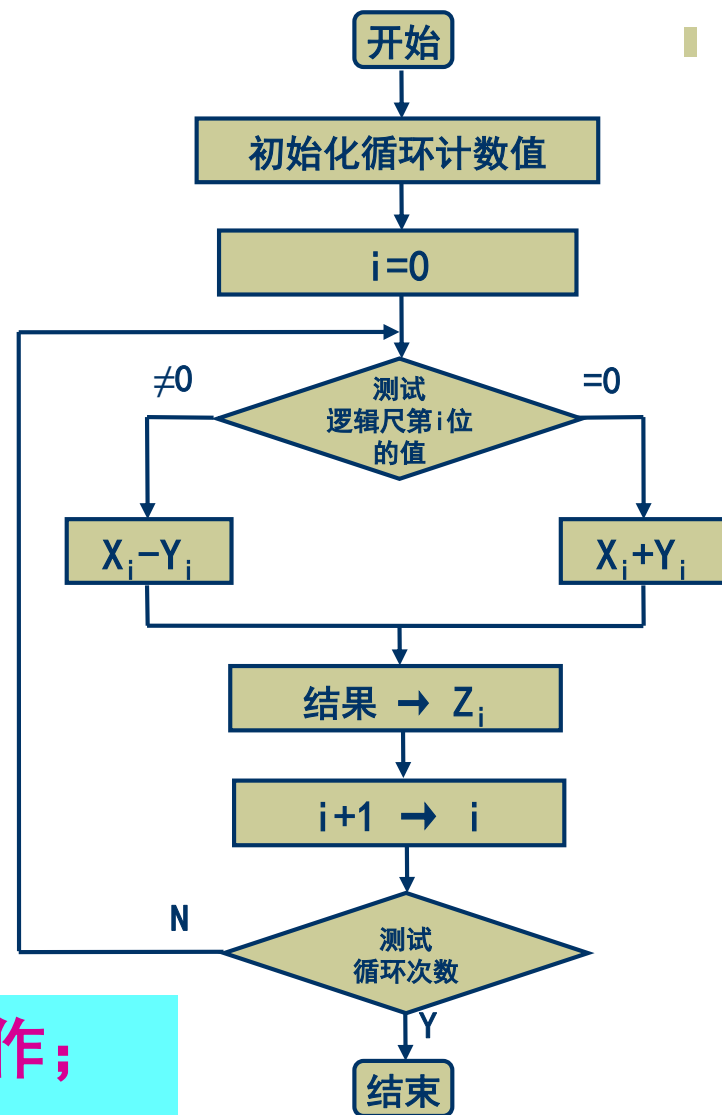 开始
初始化循环计数值
i=0
≠0
=0
测试
逻辑尺第i位
的值
Xi-Yi
Xi+Yi
结果 → Zi
i+1 → i
N
测试
循环次数
Y
作；
结束